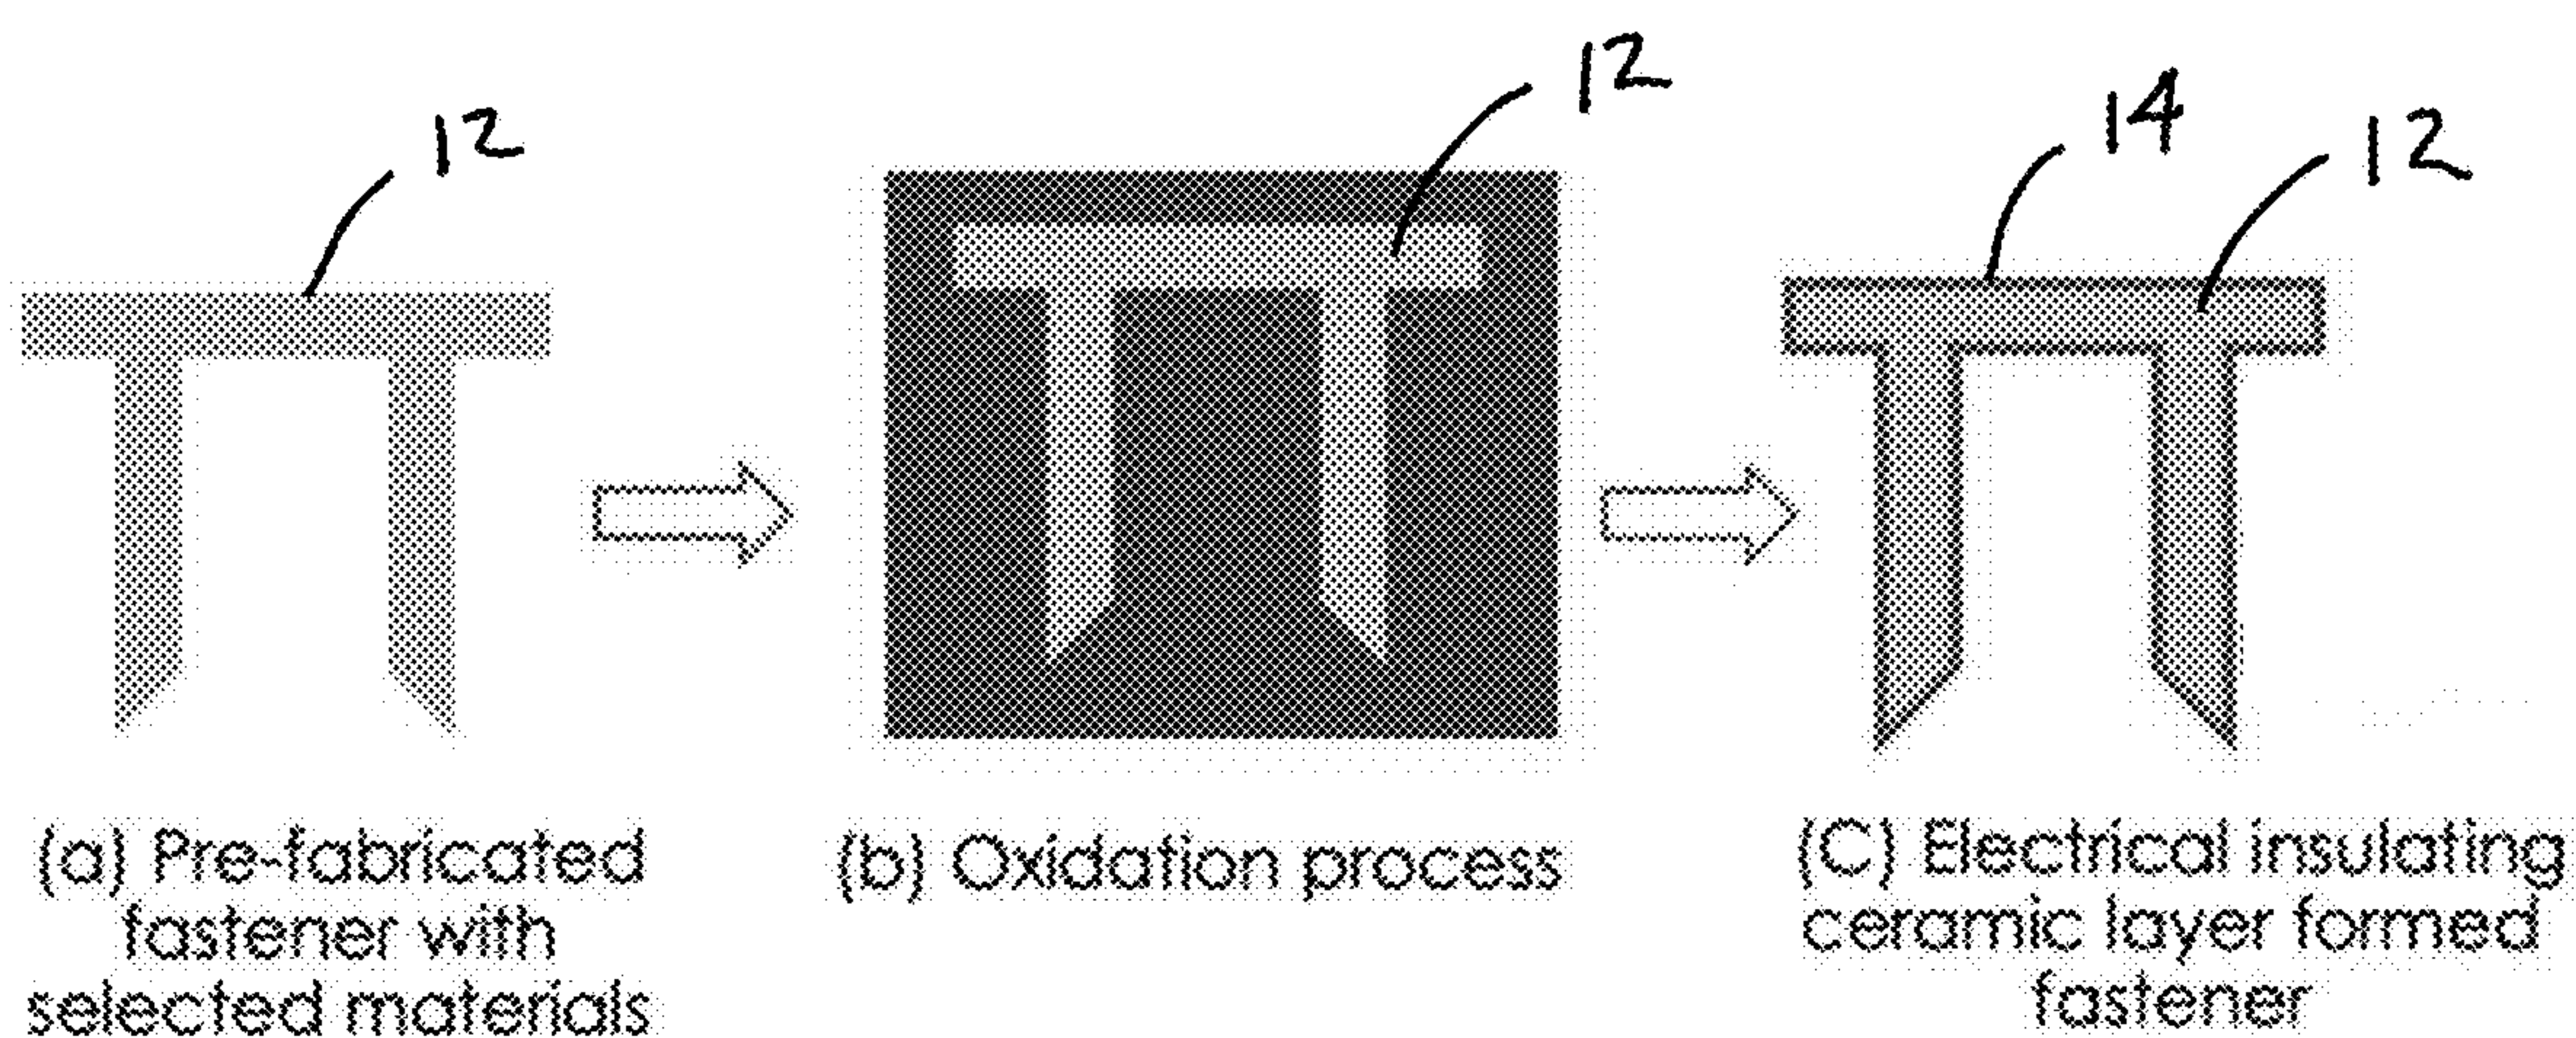 12
12
14
12
(a) Pre-fabricated
fastener with
selected materials
(b) Oxidation process
(C) Electrical insulating
ceramic layer formed
fastener